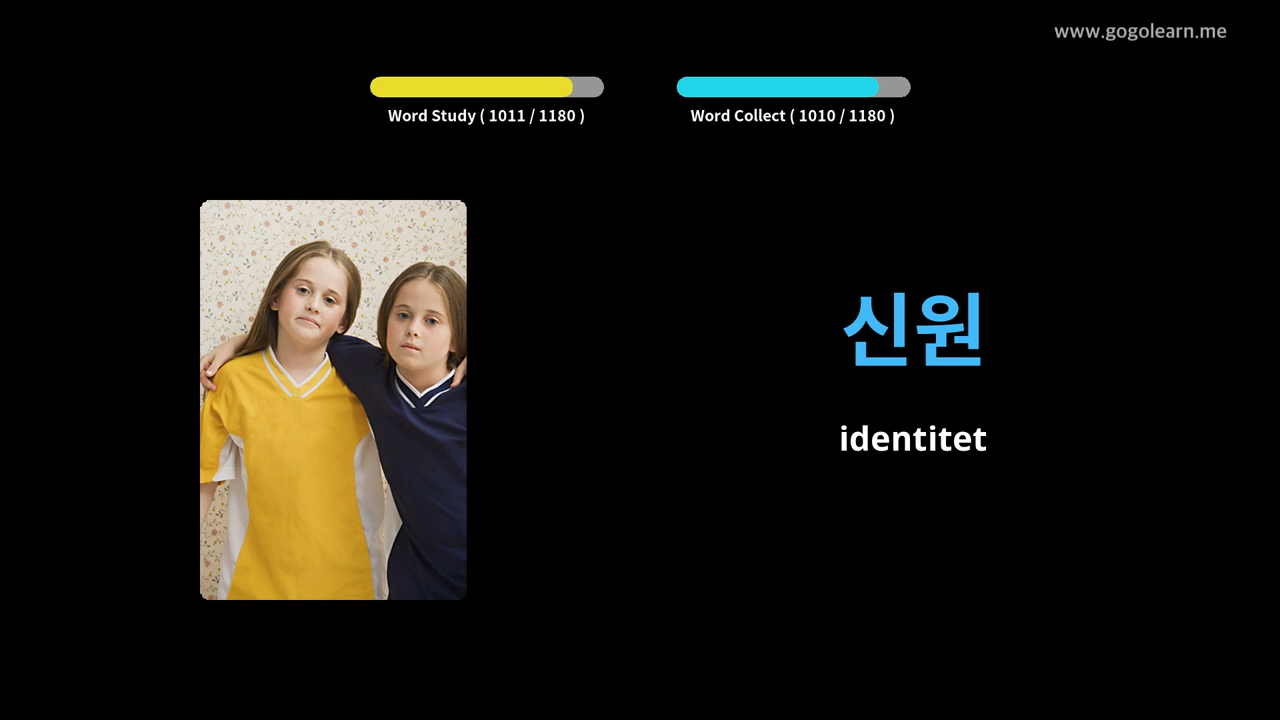 www.gogolearn.me
Word Study ( 1011 / 1180 )
Word Collect ( 1010 / 1180 )
신원
identitet